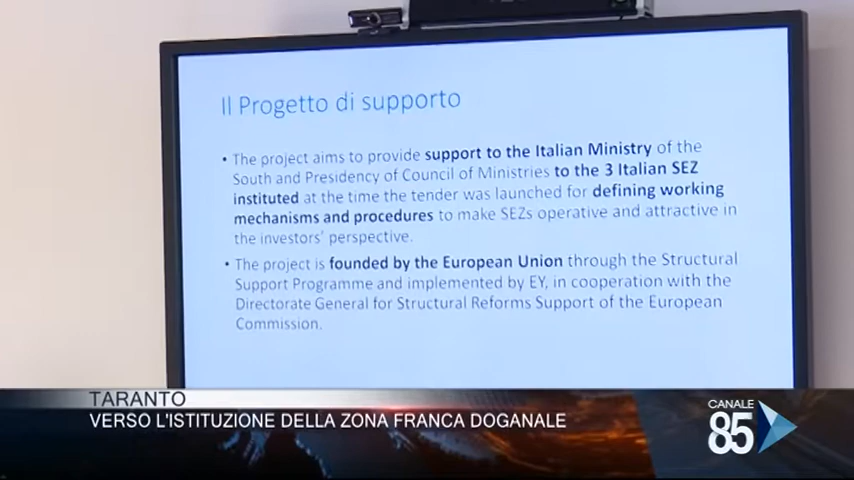 Il Progetto di supporto
• The project aims to provide support to the Italian Ministry of the
South and Presidency of Council of Ministries to the 3 Italian SEZ
instituted at the time the tender was launched for defining working
mechanisms and procedures to make SEZs operative and attractive in
the investors' perspective.
• The project is founded by the European Union through the Structural
Support Programme and implemented by EY, in cooperation with the
Directorate General for Structural Reforms Support of the European
Commission.
TARANTO
VERSO L'ISTITUZIONE DELLA ZONA FRANCA DOGANALE
CANALE
85